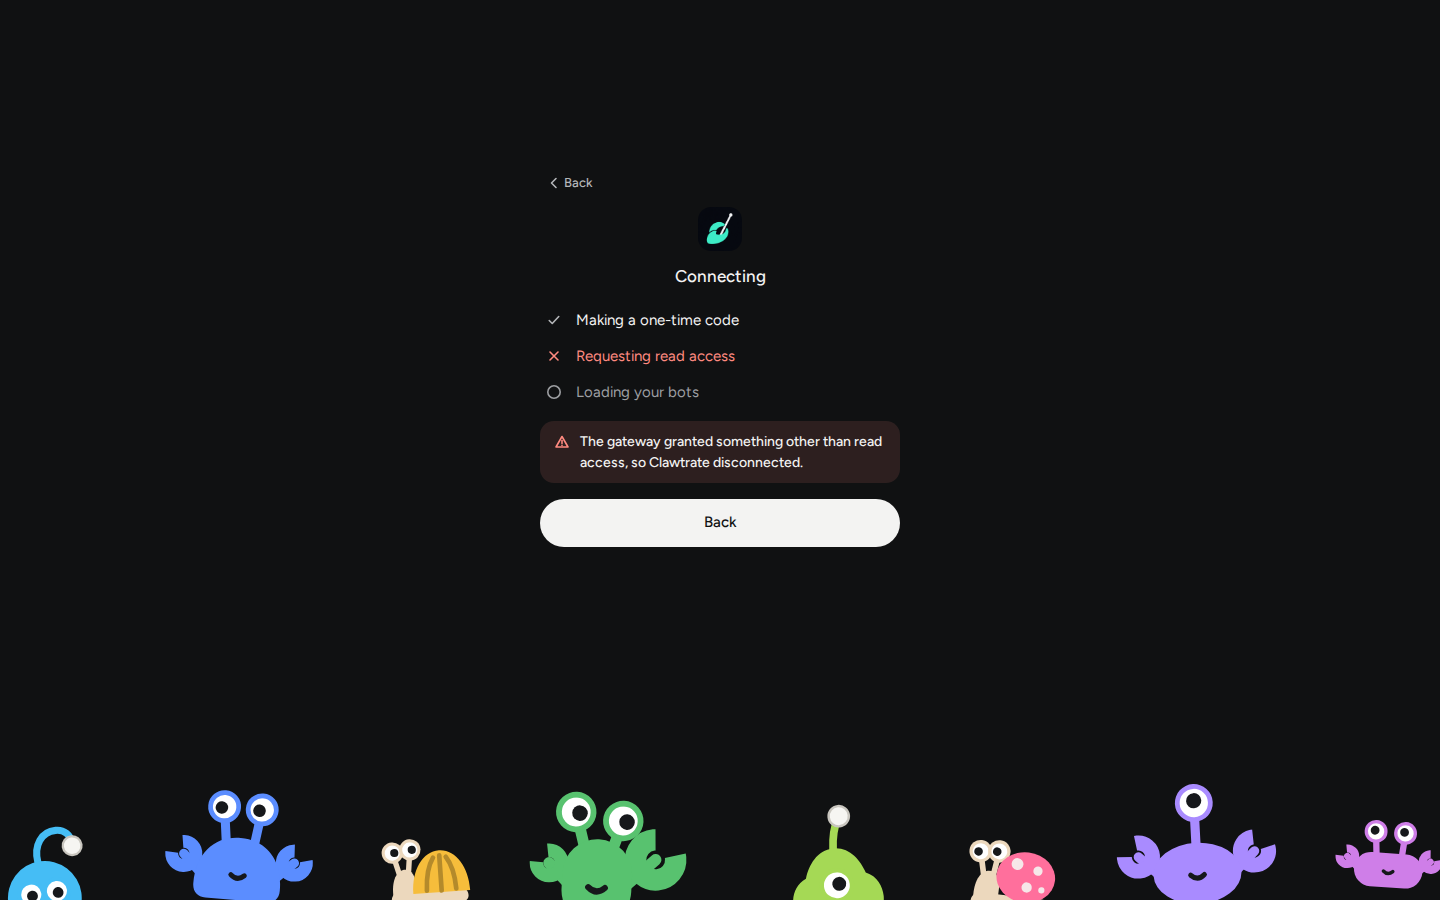 Back
Connecting
Making a one-time code
Requesting read access
Loading your bots
The gateway granted something other than read
access, so Clawtrate disconnected.
Back